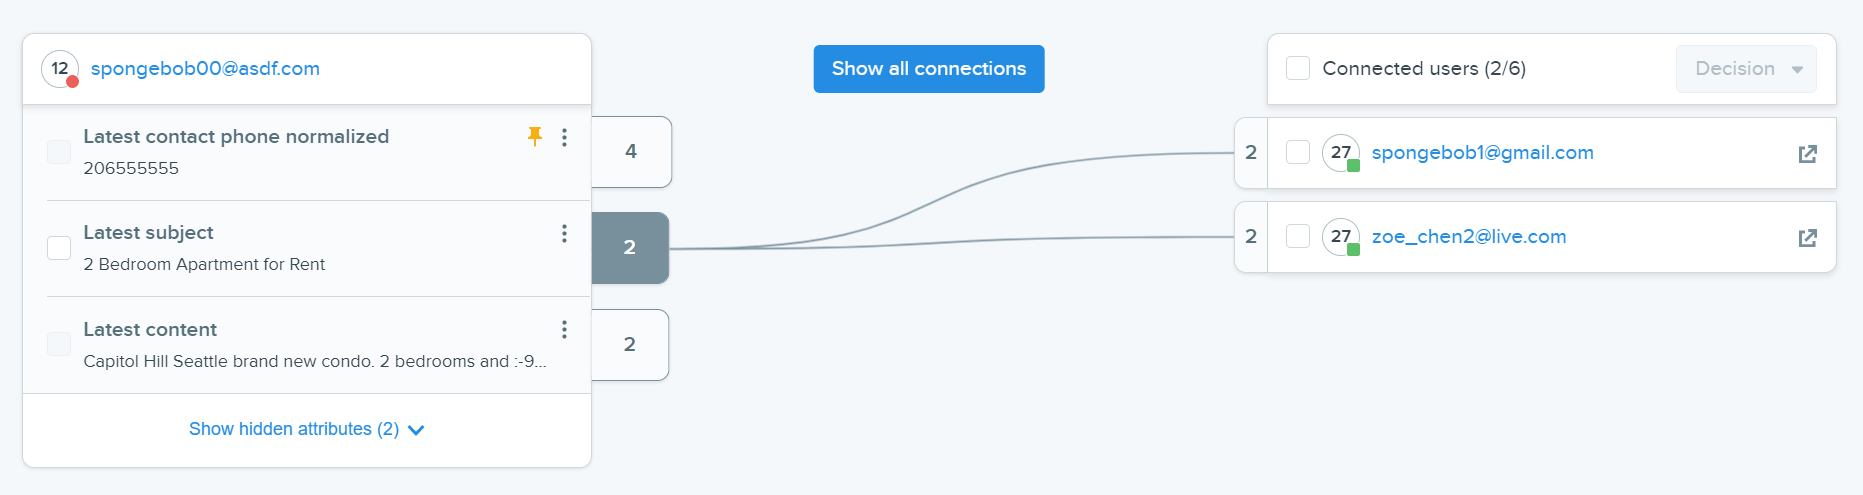 12 spongebob00@asdf.com
Show all connections
Connected users (2/6)
Decision
Latest contact phone normalized
206555555
4
Latest subject
2 Bedroom Apartment for Rent
2
Latest content
Capitol Hill Seattle brand new condo. 2 bedrooms and :-9...
2
Show hidden attributes (2)
2 27 spongebob1@gmail.com
2 27 zoe_chen2@live.com